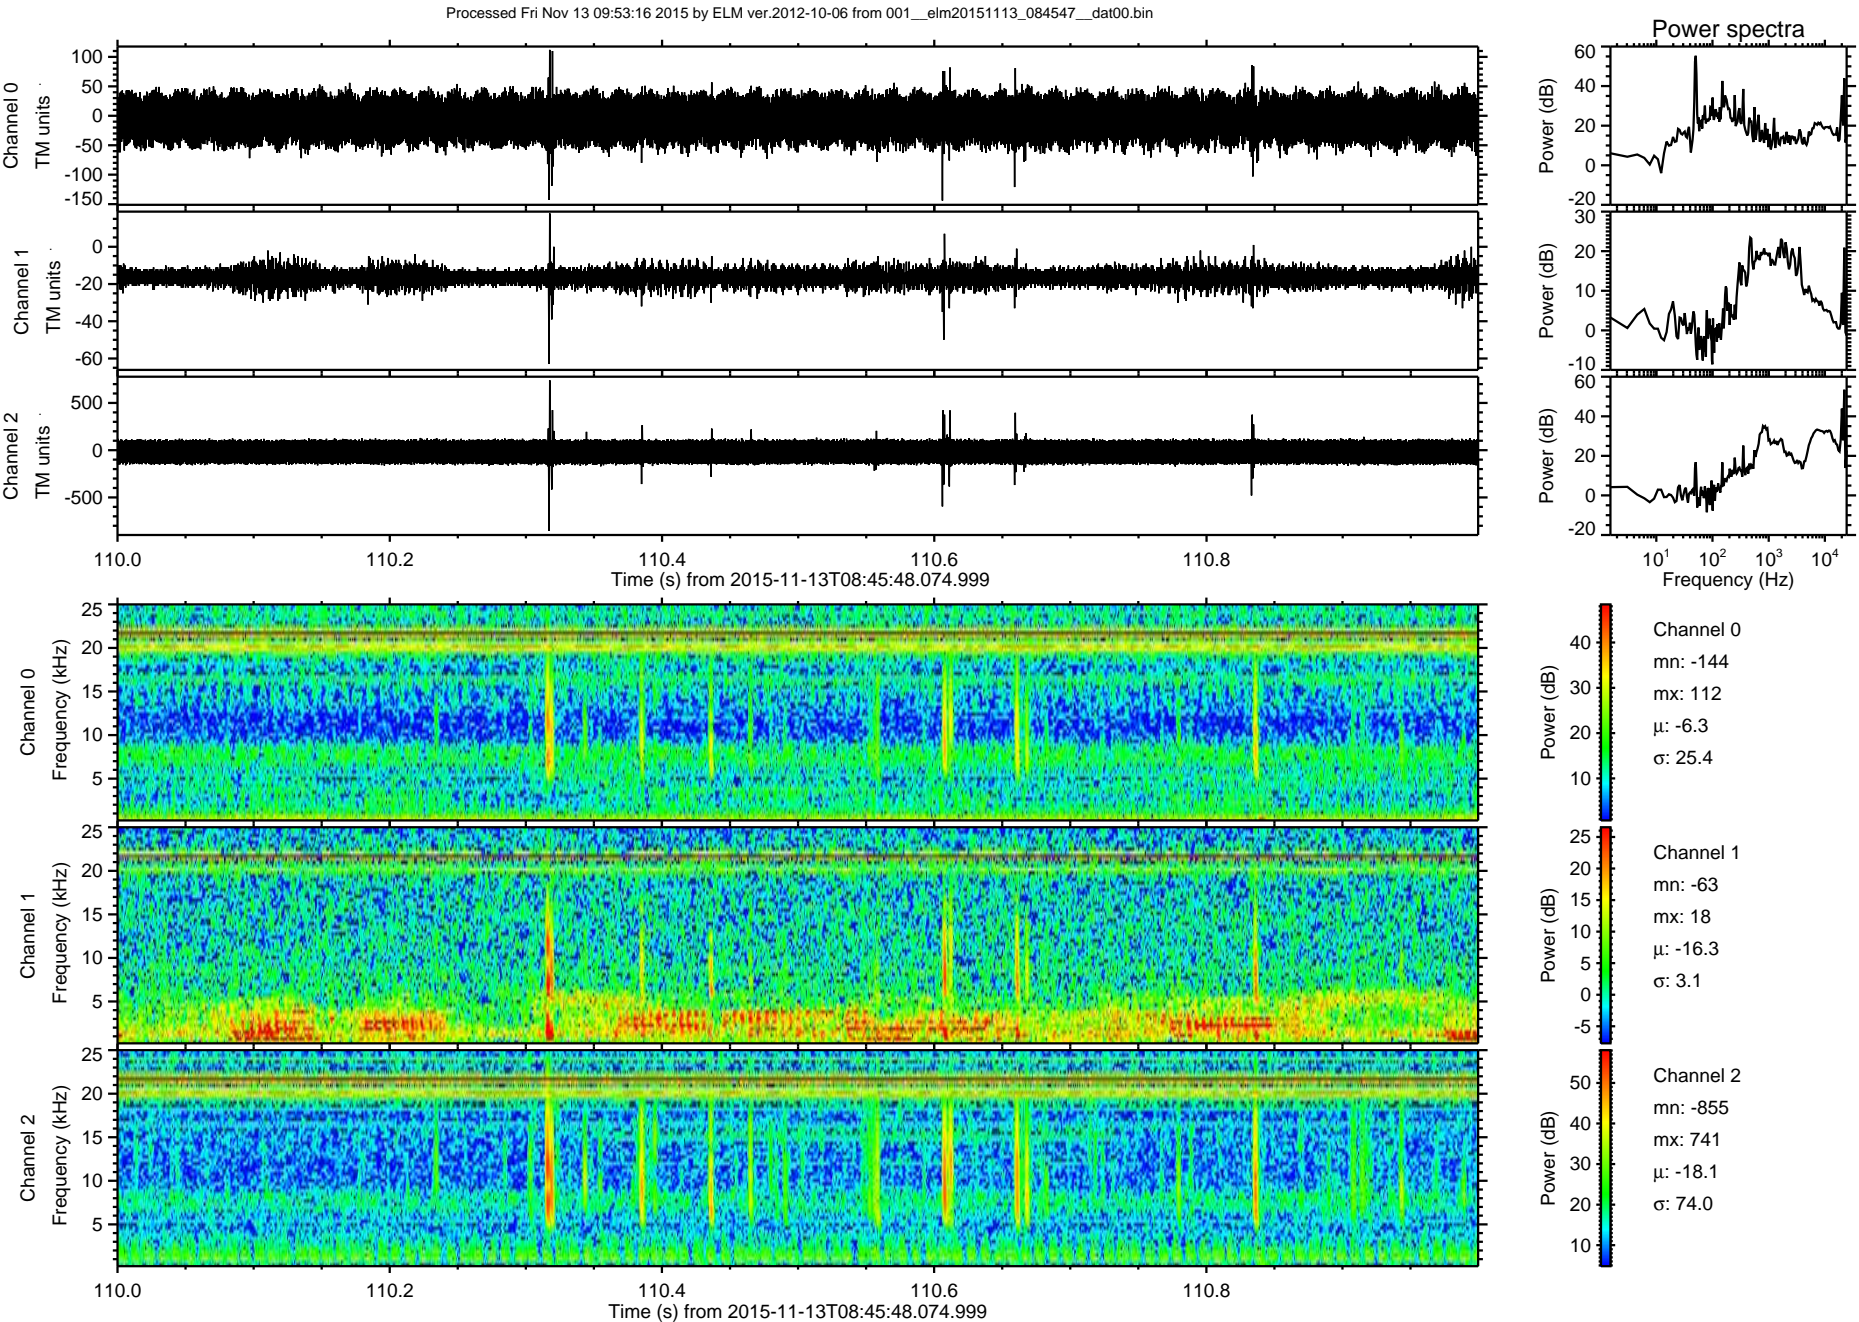 Processed Fri Nov 13 09:53:16 2015 by ELM ver.2012-10-06 from 001__elm20151113_084547__dat00.bin
Power spectra
Channel 0
TM units
100
50
0
-50
-100
-150
Power (dB)
60
40
20
0
-20
Channel 1
TM units
0
-20
-40
-60
Power (dB)
30
20
10
0
-10
Channel 2
TM units
500
0
-500
Power (dB)
60
40
20
0
-20
110.0 110.2 110.4 110.6 110.8
Time (s) from 2015-11-13T08:45:48.074.999
10¹ 10² 10³ 10⁴
Frequency (Hz)
Channel 0
Frequency (kHz)
25
20
15
10
5
Power (dB)
40
30
20
10
Channel 0
mn: -144
mx: 112
μ: -6.3
σ: 25.4
Channel 1
Frequency (kHz)
25
20
15
10
5
Power (dB)
25
20
15
10
5
0
-5
Channel 1
mn: -63
mx: 18
μ: -16.3
σ: 3.1
Channel 2
Frequency (kHz)
25
20
15
10
5
Power (dB)
50
40
30
20
10
Channel 2
mn: -855
mx: 741
μ: -18.1
σ: 74.0
110.0 110.2 110.4 110.6 110.8
Time (s) from 2015-11-13T08:45:48.074.999